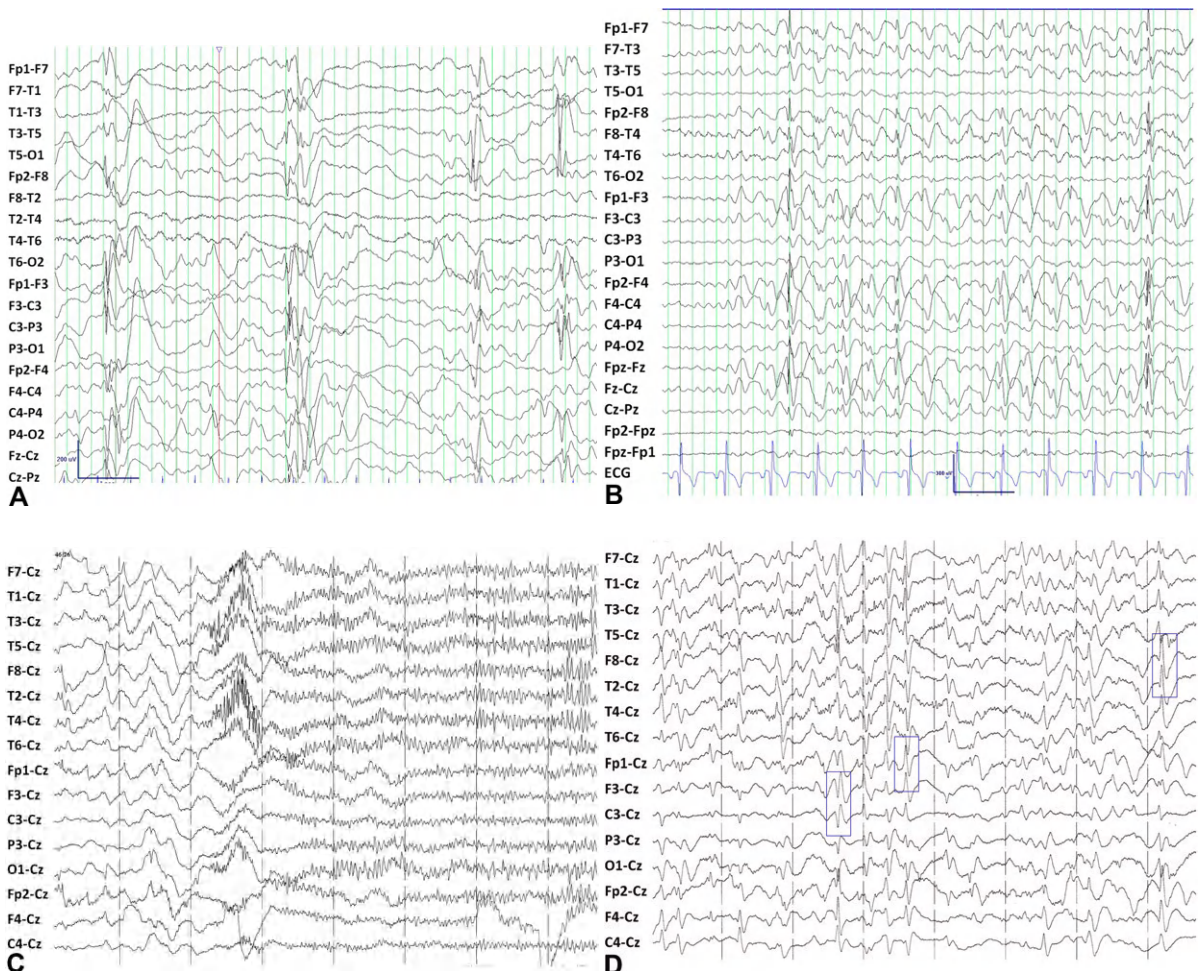 Fp1-F7
F7-T1
T1-T3
T3-T5
T5-O1
Fp2-F8
F8-T2
T2-T4
T4-T6
T6-O2
Fp1-F3
F3-C3
C3-P3
P3-O1
Fp2-F4
F4-C4
C4-P4
P4-O2
Fz-Cz
Cz-Pz
200 uV
A
Fp1-F7
F7-T3
T3-T5
T5-O1
Fp2-F8
F8-T4
T4-T6
T6-O2
Fp1-F3
F3-C3
C3-P3
P3-O1
Fp2-F4
F4-C4
C4-P4
P4-O2
Fpz-Fz
Fz-Cz
Cz-Pz
Fp2-Fpz
Fpz-Fp1
ECG
B
F7-Cz
T1-Cz
T3-Cz
T5-Cz
F8-Cz
T2-Cz
T4-Cz
T6-Cz
Fp1-Cz
F3-Cz
C3-Cz
P3-Cz
O1-Cz
Fp2-Cz
F4-Cz
C4-Cz
C
F7-Cz
T1-Cz
T3-Cz
T5-Cz
F8-Cz
T2-Cz
T4-Cz
T6-Cz
Fp1-Cz
F3-Cz
C3-Cz
P3-Cz
O1-Cz
Fp2-Cz
F4-Cz
C4-Cz
D